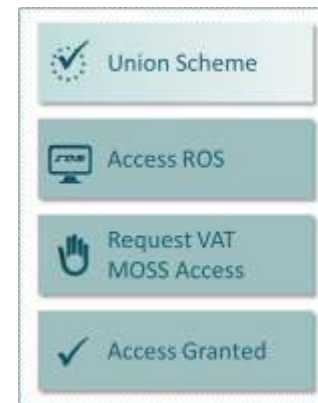 Union Scheme
Access ROS
Request VAT
MOSS Access
Access Granted